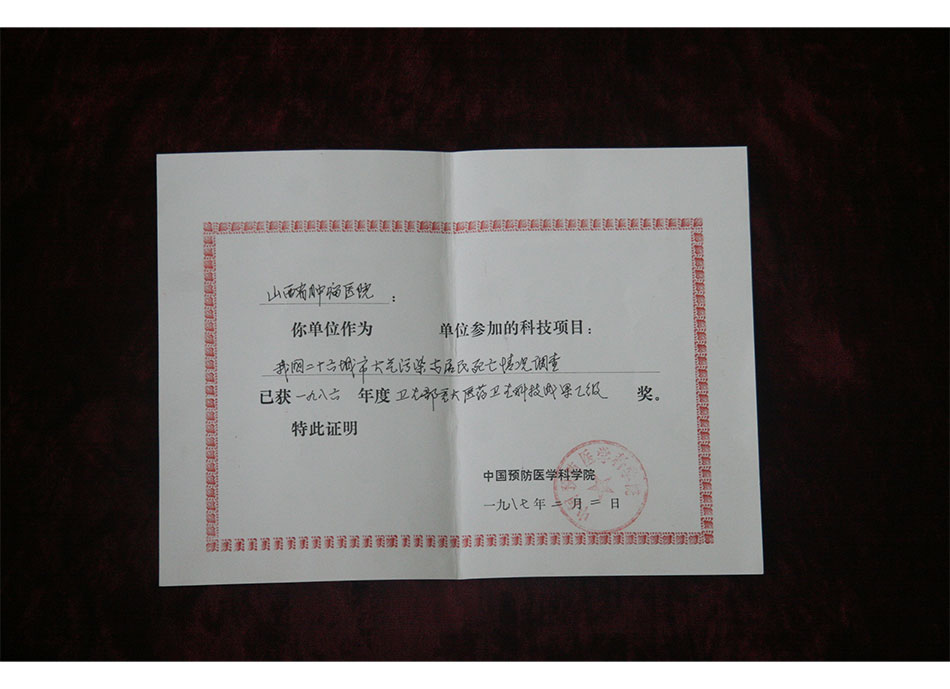 山西省肿瘤医院：
你单位作为 单位参加的科技项目：
我国二十六城市大气污染与居民死亡情况调查
已获一九八六 年度卫生部重大医药卫生科技成果乙级 奖。
特此证明
中国预防医学科学院
一九八七年二月二日